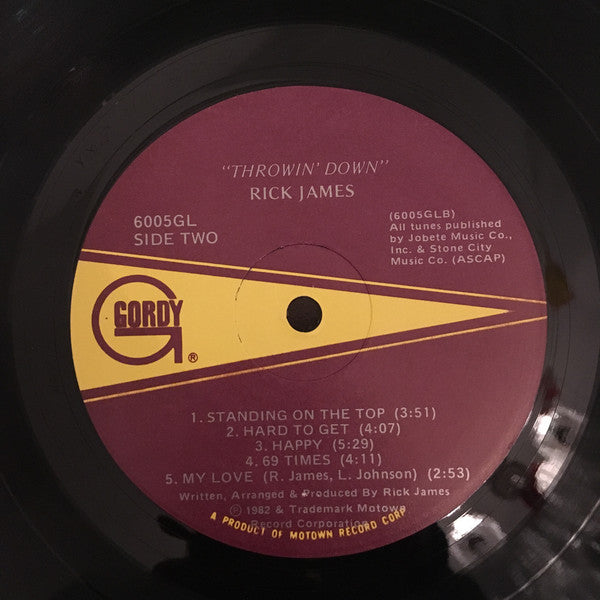 "THROWIN' DOWN"
RICK JAMES
6005GL
SIDE TWO
(6005GLB)
All tunes published
by Jobete Music Co.,
Inc. & Stone City
Music Co. (ASCAP)
GORDY
®
1. STANDING ON THE TOP (3:51)
2. HARD TO GET (4:07)
3. HAPPY (5:29)
4. 69 TIMES (4:11)
5. MY LOVE (R. James, L. Johnson) (2:53)
Written, Arranged & Produced By Rick James
Ⓟ 1982 & Trademark Motown
Record Corporation
A PRODUCT OF MOTOWN RECORD CORP